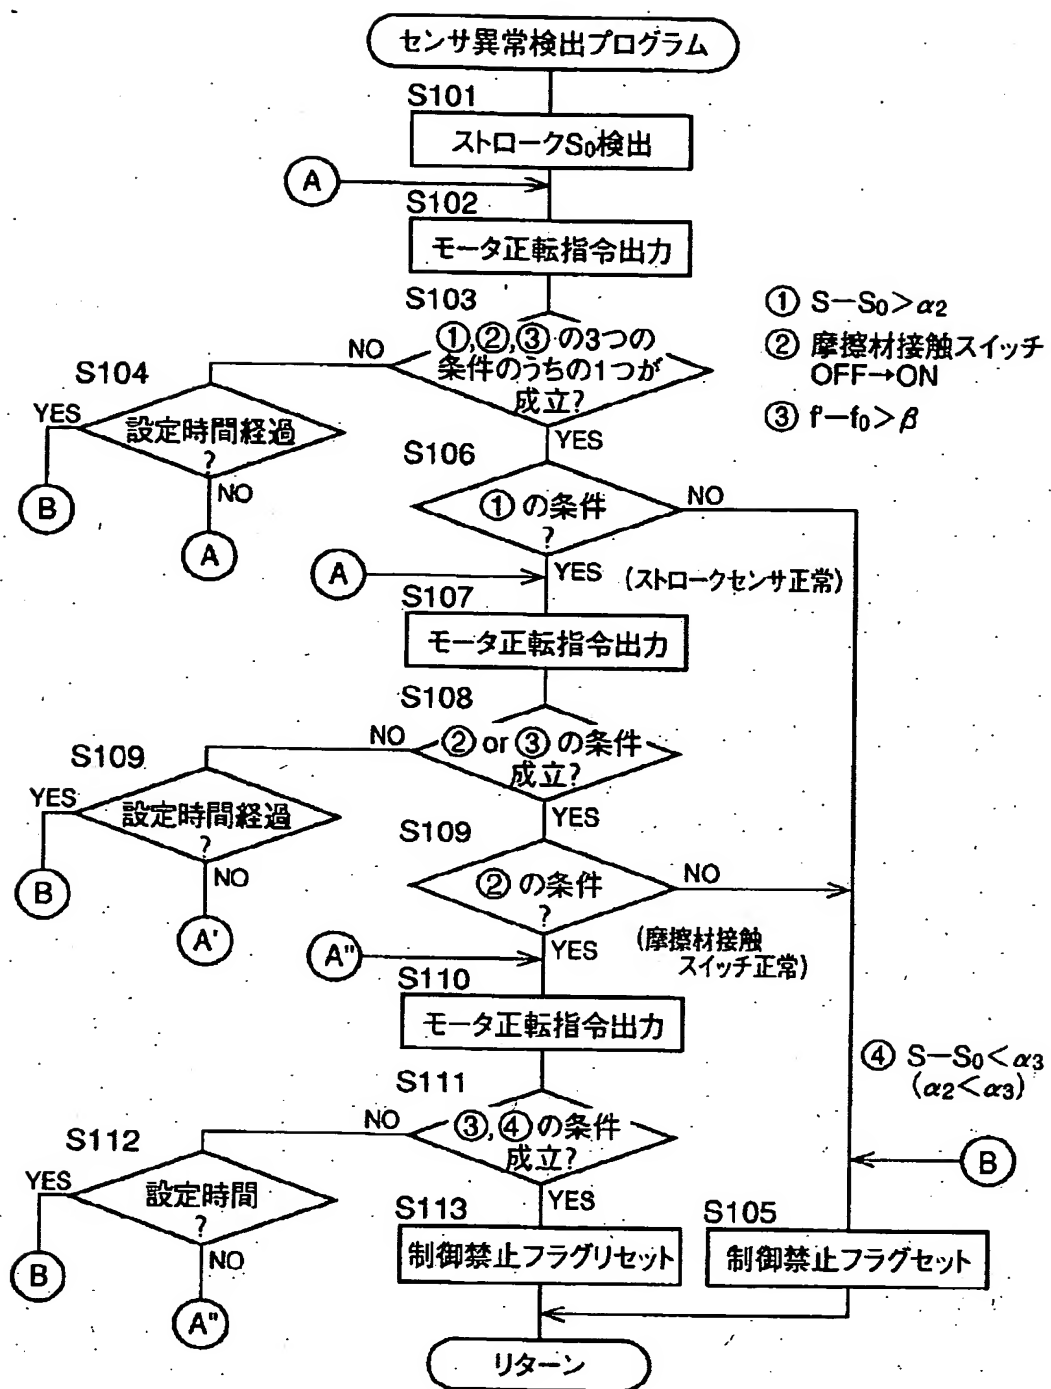 センサ異常検出プログラム
S101
ストロークS₀検出
A
S102
モータ正転指令出力
S103
①,②,③の3つの
条件のうちの1つが
成立?
NO
YES
① S−S₀>α₂
② 摩擦材接触スイッチ
OFF→ON
③ f'−f₀>β
S104
設定時間経過
?
YES
B
NO
A
S106
①の条件
?
NO
YES
(ストロークセンサ正常)
A
S107
モータ正転指令出力
S108
② or ③の条件
成立?
NO
YES
S109
設定時間経過
?
YES
B
NO
A'
S109
②の条件
?
NO
YES
(摩擦材接触
スイッチ正常)
A"
S110
モータ正転指令出力
④ S−S₀<α₃
(α₂<α₃)
S111
③,④の条件
成立?
NO
YES
S112
設定時間
?
YES
B
NO
A"
B
S113
制御禁止フラグリセット
S105
制御禁止フラグセット
リターン